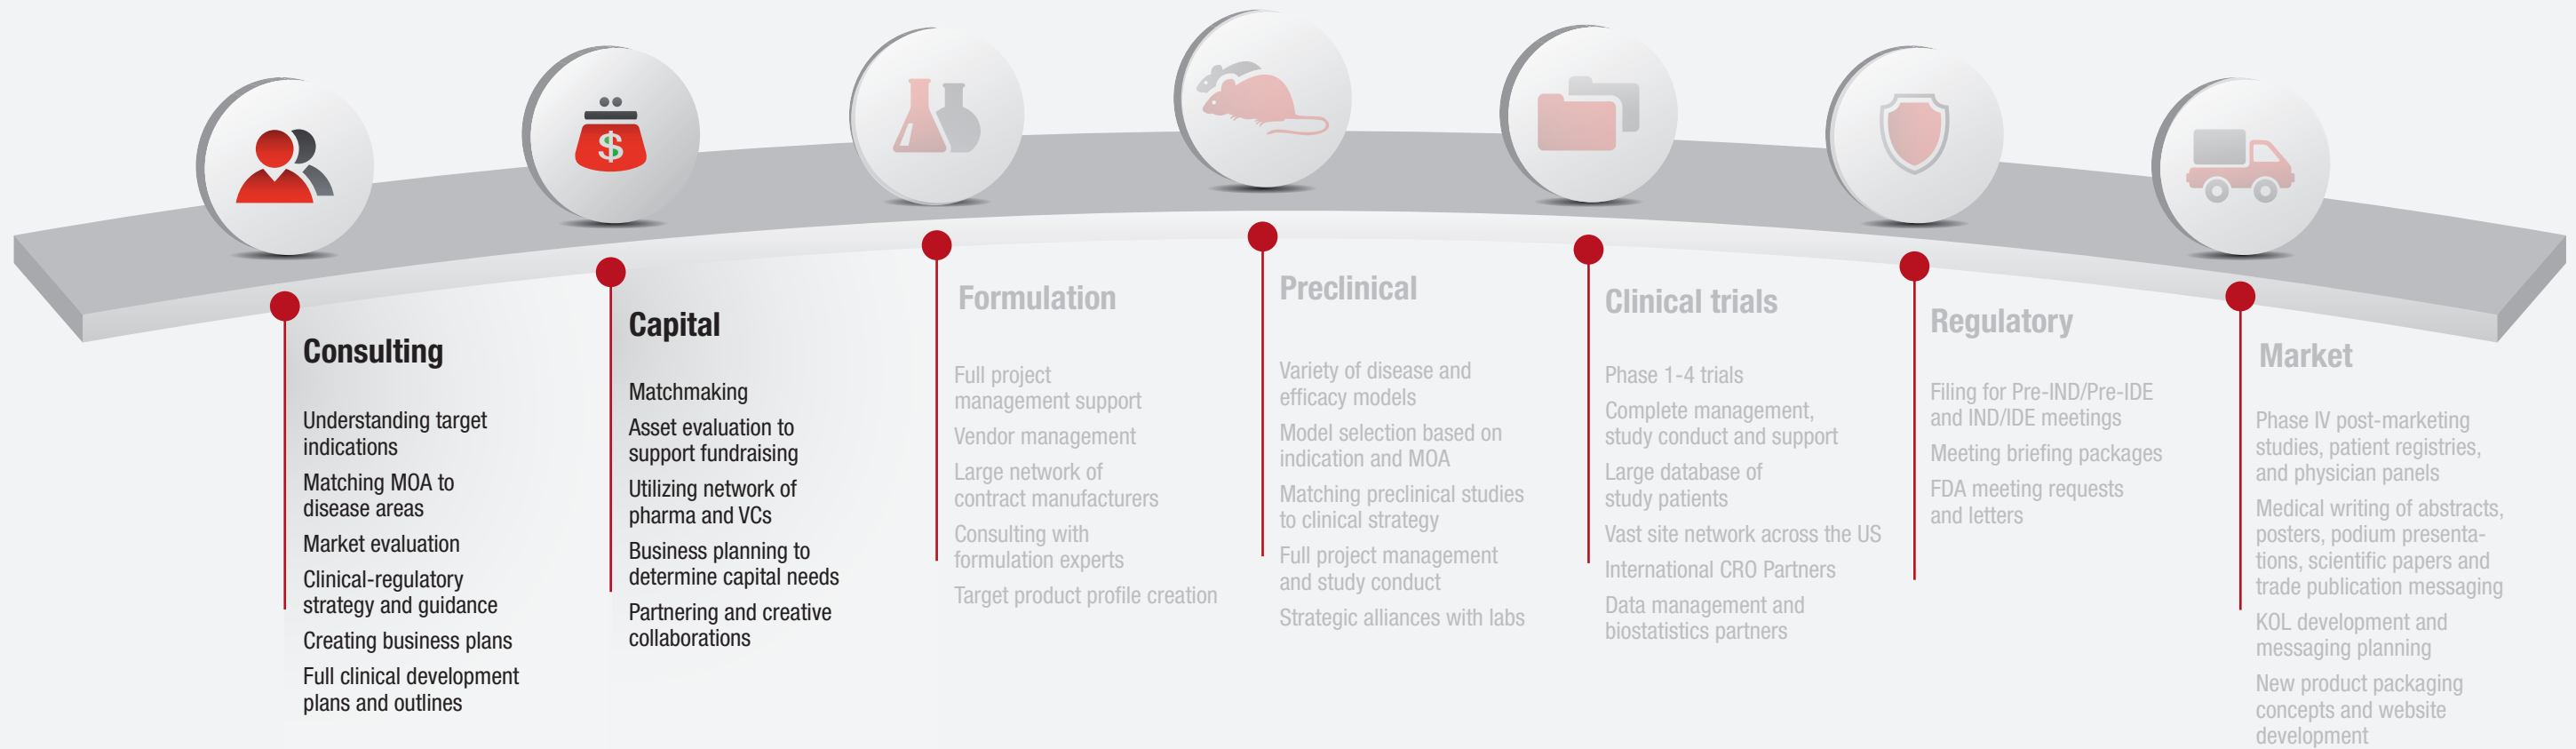 $
Consulting
Understanding target
indications
Matching MOA to
disease areas
Market evaluation
Clinical-regulatory
strategy and guidance
Creating business plans
Full clinical development
plans and outlines
Capital
Matchmaking
Asset evaluation to
support fundraising
Utilizing network of
pharma and VCs
Business planning to
determine capital needs
Partnering and creative
collaborations
Formulation
Full project
management support
Vendor management
Large network of
contract manufacturers
Consulting with
formulation experts
Target product profile creation
Preclinical
Variety of disease and
efficacy models
Model selection based on
indication and MOA
Matching preclinical studies
to clinical strategy
Full project management
and study conduct
Strategic alliances with labs
Clinical trials
Phase 1-4 trials
Complete management,
study conduct and support
Large database of
study patients
Vast site network across the US
International CRO Partners
Data management and
biostatistics partners
Regulatory
Filing for Pre-IND/Pre-IDE
and IND/IDE meetings
Meeting briefing packages
FDA meeting requests
and letters
Market
Phase IV post-marketing
studies, patient registries,
and physician panels
Medical writing of abstracts,
posters, podium presenta-
tions, scientific papers and
trade publication messaging
KOL development and
messaging planning
New product packaging
concepts and website
development